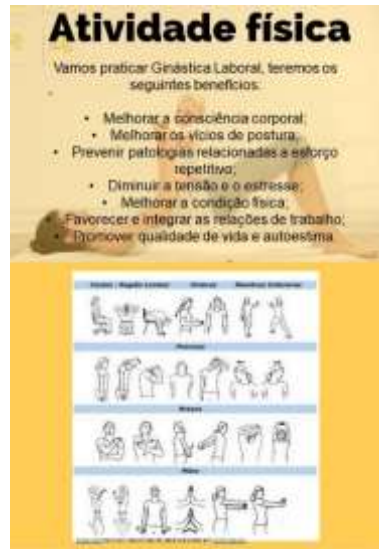 Atividade física
Vamos praticar Ginástica Laboral, teremos os
seguintes benefícios:
• Melhorar a consciência corporal;
• Melhorar os vícios de postura;
• Prevenir patologias relacionadas a esforço
repetitivo;
• Diminuir a tensão e o estresse;
• Melhorar a condição física;
• Favorecer e integrar as relações de trabalho;
• Promover qualidade de vida e autoestima.
Membros Inferiores
Pescoço
Braços
Mãos